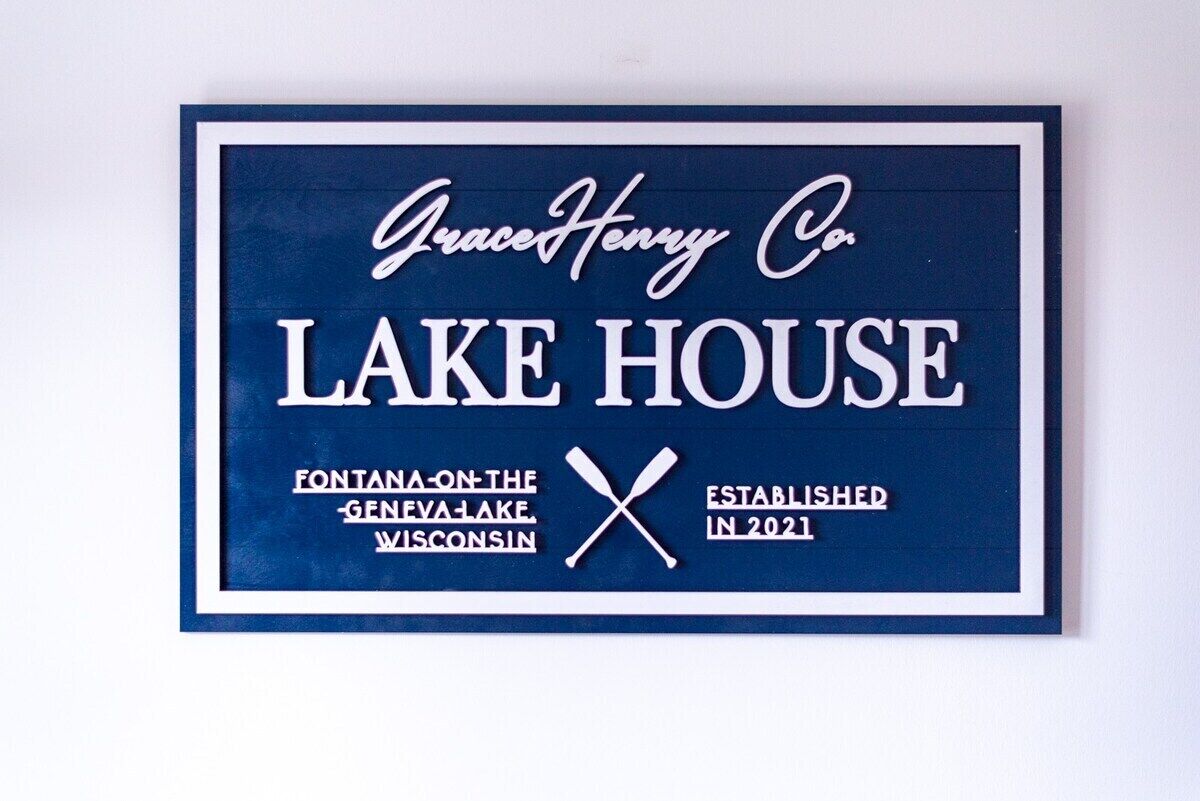 GraceHenry Co.
LAKE HOUSE
FONTANA-ON-THE
-GENEVA-LAKE,
WISCONSIN
ESTABLISHED
IN 2021